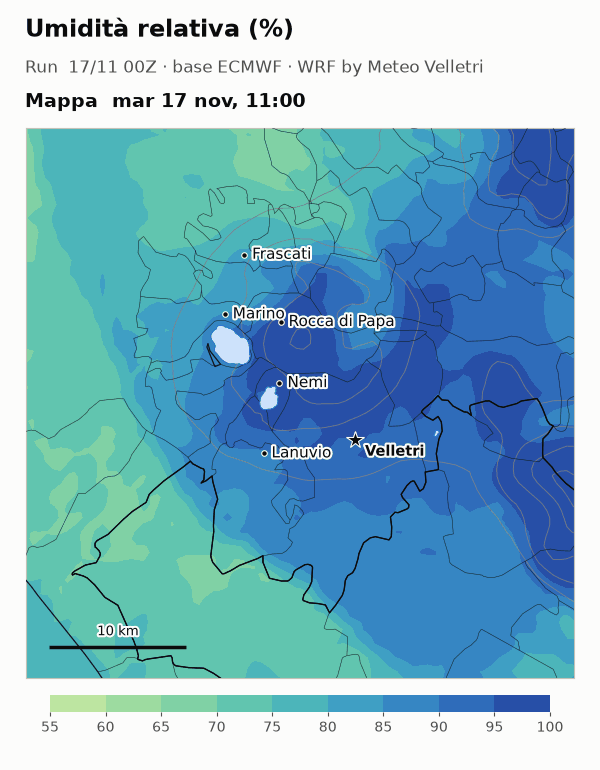 Umidità relativa (%)
Run  17/11 00Z · base ECMWF · WRF by Meteo Velletri
Mappa  mar 17 nov, 11:00
Frascati
Marino
Rocca di Papa
Nemi
Velletri
Lanuvio
10 km
55 60 65 70 75 80 85 90 95 100